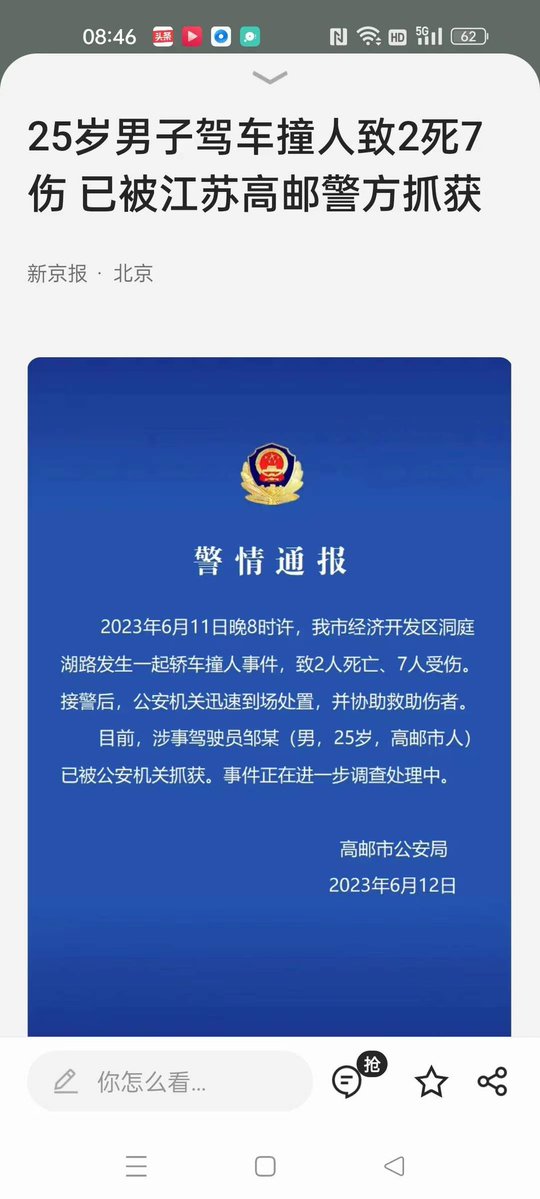 08:46 头条 HD 5G 62
25岁男子驾车撞人致2死7
伤 已被江苏高邮警方抓获
新京报 · 北京
警情通报
2023年6月11日晚8时许，我市经济开发区洞庭
湖路发生一起轿车撞人事件，致2人死亡、7人受伤。
接警后，公安机关迅速到场处置，并协助救助伤者。
目前，涉事驾驶员邹某（男，25岁，高邮市人）
已被公安机关抓获。事件正在进一步调查处理中。
高邮市公安局
2023年6月12日
你怎么看...
抢